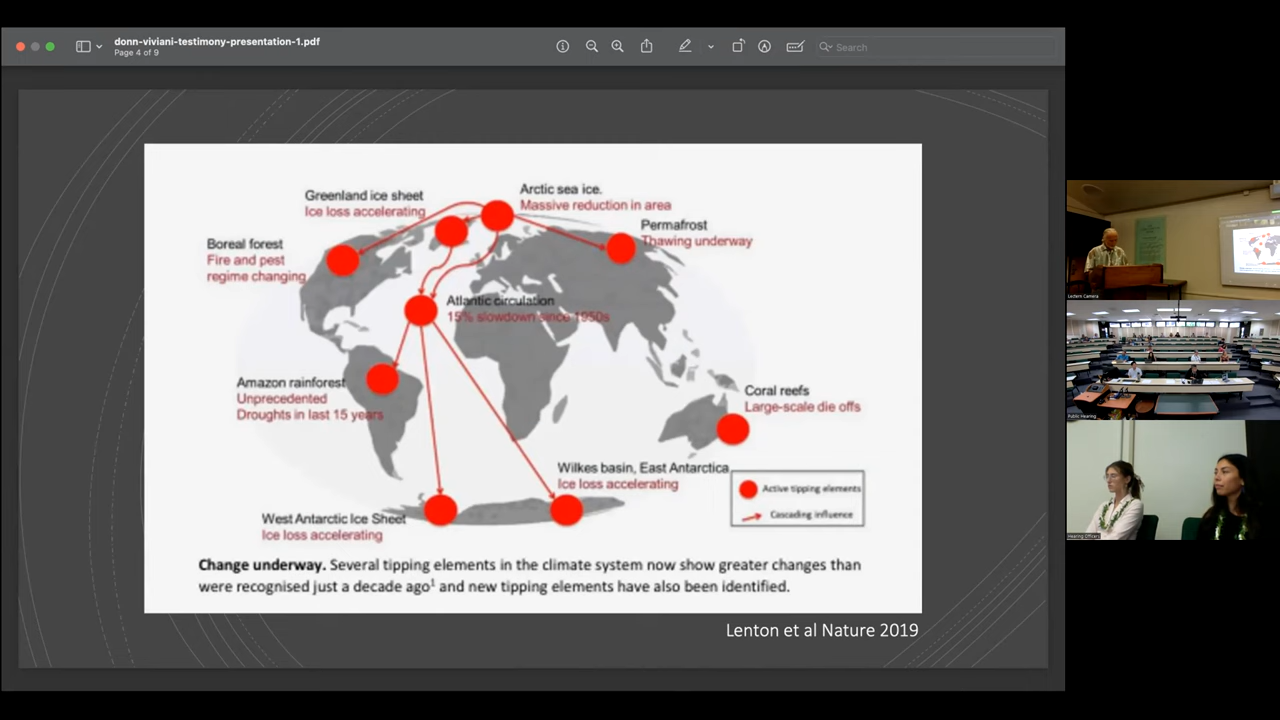 donn-viviani-testimony-presentation-1.pdf
Page 4 of 9
Search
Greenland ice sheet
Ice loss accelerating
Arctic sea ice.
Massive reduction in area
Permafrost
Thawing underway
Boreal forest
Fire and pest
regime changing
Atlantic circulation
15% slowdown since 1950s
Amazon rainforest
Unprecedented
Droughts in last 15 years
Coral reefs
Large-scale die offs
Wilkes basin, East Antarctica
Ice loss accelerating
West Antarctic Ice Sheet
Ice loss accelerating
Active tipping elements
Cascading influence
Change underway. Several tipping elements in the climate system now show greater changes than
were recognised just a decade ago¹ and new tipping elements have also been identified.
Lenton et al Nature 2019
Lectern Camera
Public Hearing
Hearing Officers